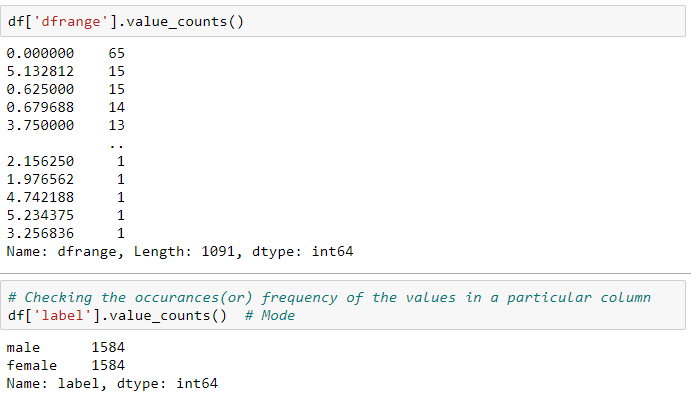 df['dfrange'].value_counts()
0.000000    65
5.132812    15
0.625000    15
0.679688    14
3.750000    13
            ..
2.156250     1
1.976562     1
4.742188     1
5.234375     1
3.256836     1
Name: dfrange, Length: 1091, dtype: int64
# Checking the occurances(or) frequency of the values in a particular column
df['label'].value_counts()  # Mode
male      1584
female    1584
Name: label, dtype: int64